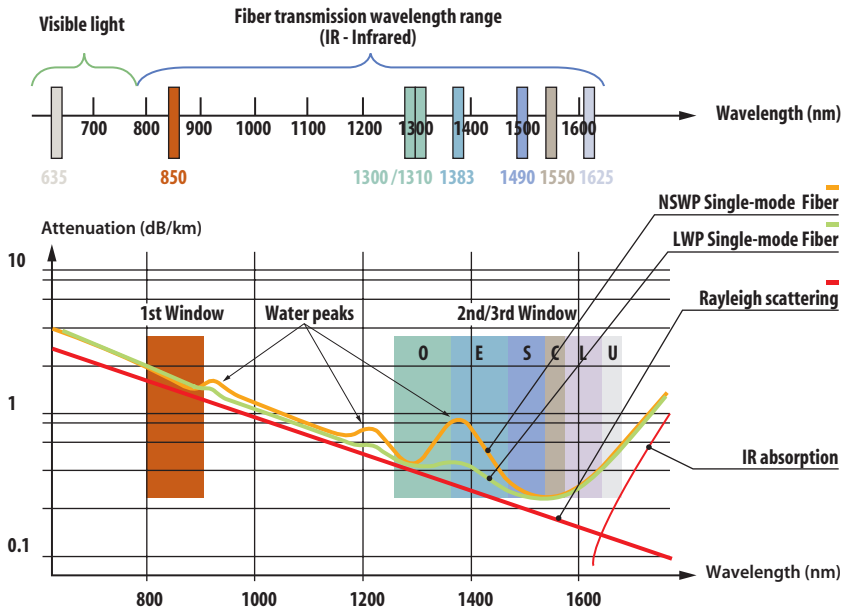 Visible light
Fiber transmission wavelength range
(IR - Infrared)
700 800 900 1000 1100 1200 1300 1400 1500 1600
Wavelength (nm)
635 850 1300 /1310 1383 1490 1550 1625
NSWP Single-mode Fiber
LWP Single-mode Fiber
Rayleigh scattering
IR absorption
Attenuation (dB/km)
10
1
0.1
1st Window
Water peaks
2nd/3rd Window
O E S C L U
Wavelength (nm)
800 1000 1200 1400 1600